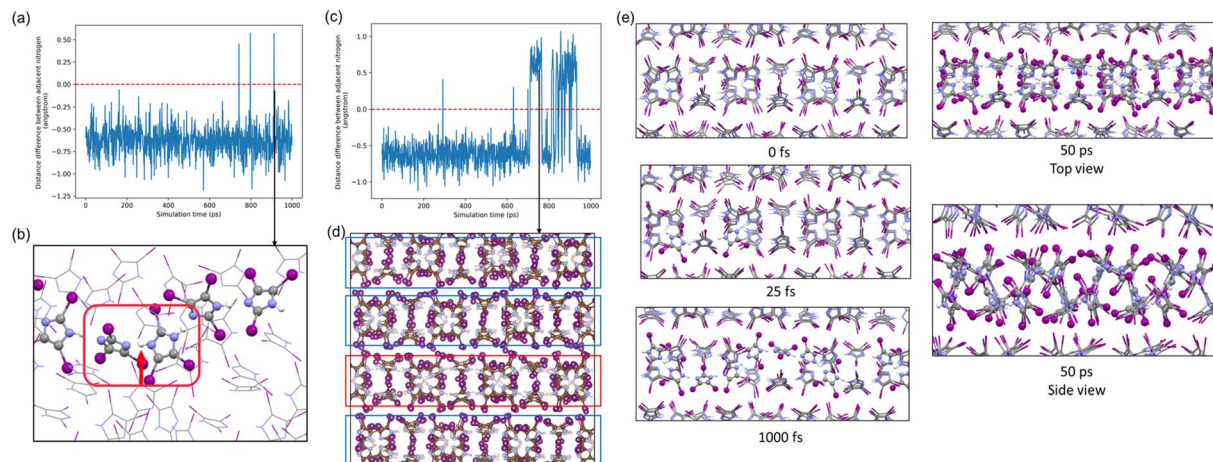 (a)
Distance difference between adjacent nitrogen
(angstrom)
0.50
0.25
0.00
−0.25
−0.50
−0.75
−1.00
−1.25
0
200
400
600
800
1000
Simulation time (ps)
(b)
(c)
Distance difference between adjacent nitrogen
(angstrom)
1.0
0.5
0.0
−0.5
−1.0
0
200
400
600
800
1000
Simulation time (ps)
(d)
(e)
0 fs
25 fs
1000 fs
50 ps
Top view
50 ps
Side view